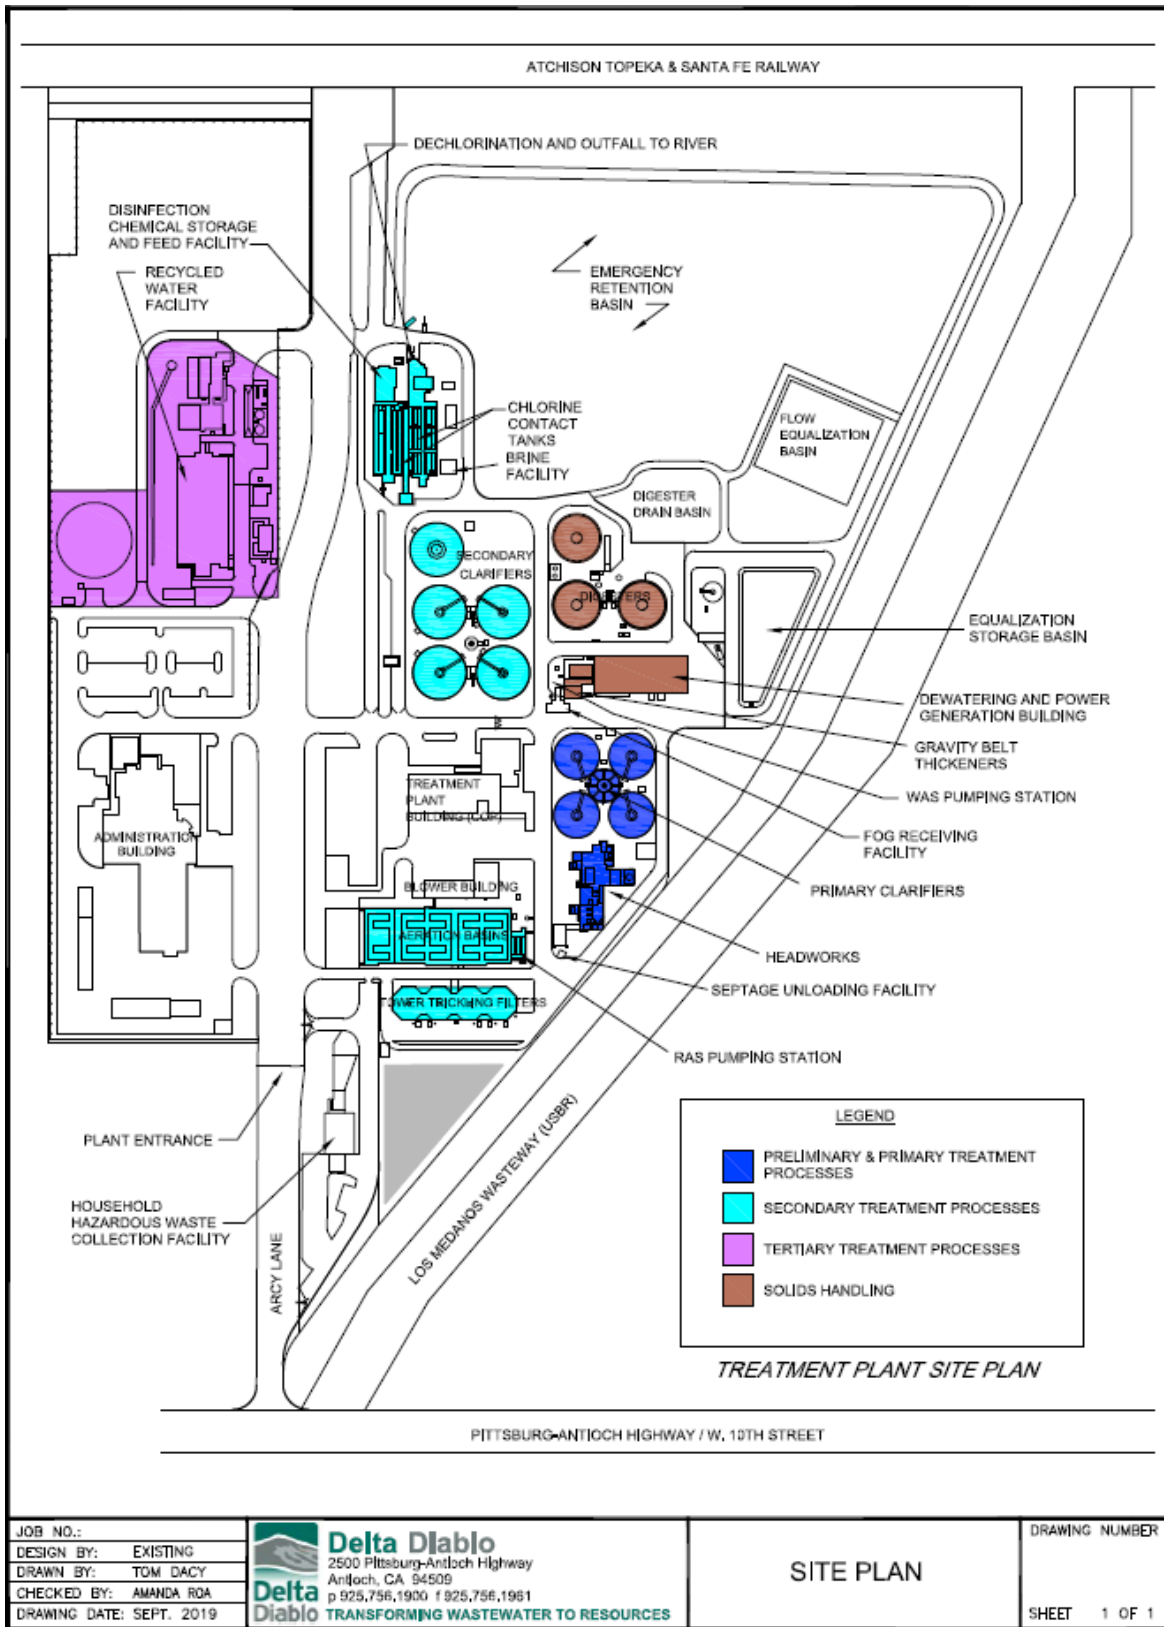 ATCHISON TOPEKA & SANTA FE RAILWAY
DECHLORINATION AND OUTFALL TO RIVER
DISINFECTION
CHEMICAL STORAGE
AND FEED FACILITY
RECYCLED
WATER
FACILITY
EMERGENCY
RETENTION
BASIN
CHLORINE
CONTACT
TANKS
BRINE
FACILITY
FLOW
EQUALIZATION
BASIN
DIGESTER
DRAIN BASIN
SECONDARY
CLARIFIERS
DIGESTERS
EQUALIZATION
STORAGE BASIN
DEWATERING AND POWER
GENERATION BUILDING
GRAVITY BELT
THICKENERS
WAS PUMPING STATION
FOG RECEIVING
FACILITY
PRIMARY CLARIFIERS
TREATMENT
PLANT
BUILDING (COP)
ADMINISTRATION
BUILDING
BLOWER BUILDING
AERATION BASINS
HEADWORKS
SEPTAGE UNLOADING FACILITY
TOWER TRICKLING FILTERS
RAS PUMPING STATION
PLANT ENTRANCE
HOUSEHOLD
HAZARDOUS WASTE
COLLECTION FACILITY
ARCY LANE
LOS MEDANOS WASTEWAY (USBR)
LEGEND
PRELIMINARY & PRIMARY TREATMENT
PROCESSES
SECONDARY TREATMENT PROCESSES
TERTIARY TREATMENT PROCESSES
SOLIDS HANDLING
TREATMENT PLANT SITE PLAN
PITTSBURG-ANTIOCH HIGHWAY / W. 10TH STREET
JOB NO.:
DESIGN BY: EXISTING
DRAWN BY: TOM DACY
CHECKED BY: AMANDA ROA
DRAWING DATE: SEPT. 2019
Delta Diablo
Delta Diablo
2500 Pittsburg-Antioch Highway
Antioch, CA 94509
p 925.756.1900 f 925.756.1961
TRANSFORMING WASTEWATER TO RESOURCES
SITE PLAN
DRAWING NUMBER
SHEET 1 OF 1